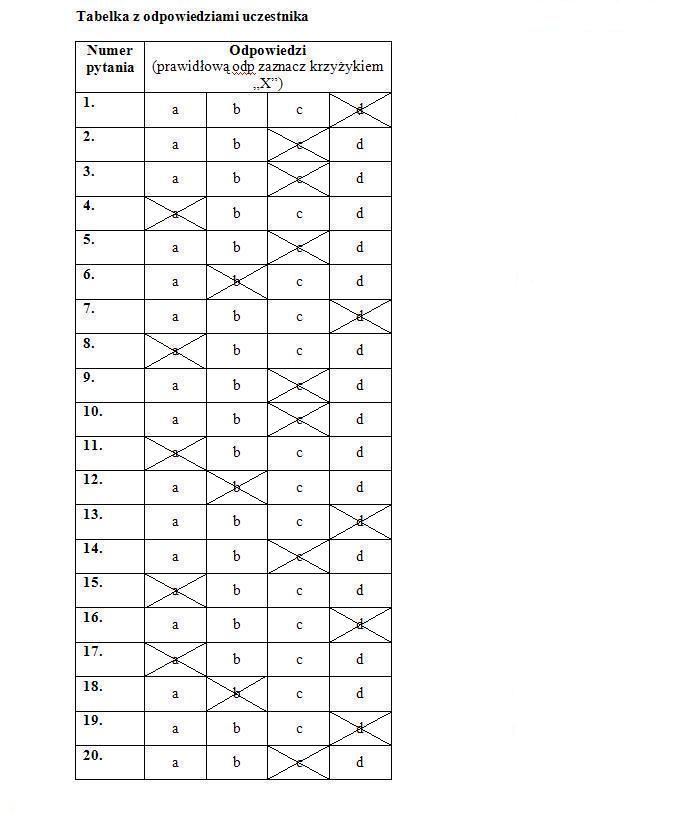 Tabelka z odpowiedziami uczestnika
Numer pytania Odpowiedzi
(prawidłową odp zaznacz krzyżykiem
„X”)
1. a b c d
2. a b c d
3. a b c d
4. a b c d
5. a b c d
6. a b c d
7. a b c d
8. a b c d
9. a b c d
10. a b c d
11. a b c d
12. a b c d
13. a b c d
14. a b c d
15. a b c d
16. a b c d
17. a b c d
18. a b c d
19. a b c d
20. a b c d